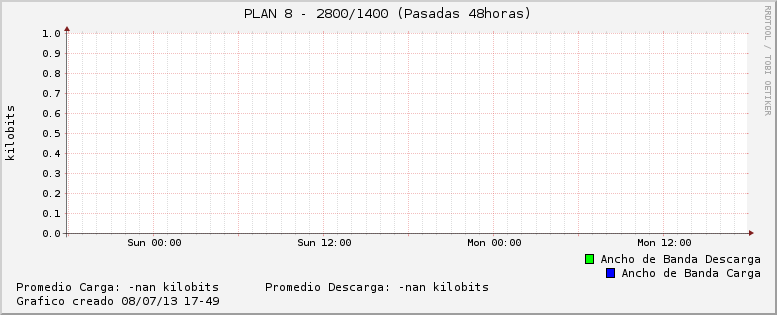 PLAN 8 - 2800/1400 (Pasadas 48horas)
RRDTOOL / TOBI OETIKER
kilobits
1.0
0.9
0.8
0.7
0.6
0.5
0.4
0.3
0.2
0.1
0.0
Sun 00:00 Sun 12:00 Mon 00:00 Mon 12:00
Ancho de Banda Descarga
Ancho de Banda Carga
Promedio Carga: -nan kilobits Promedio Descarga: -nan kilobits
Grafico creado 08/07/13 17-49